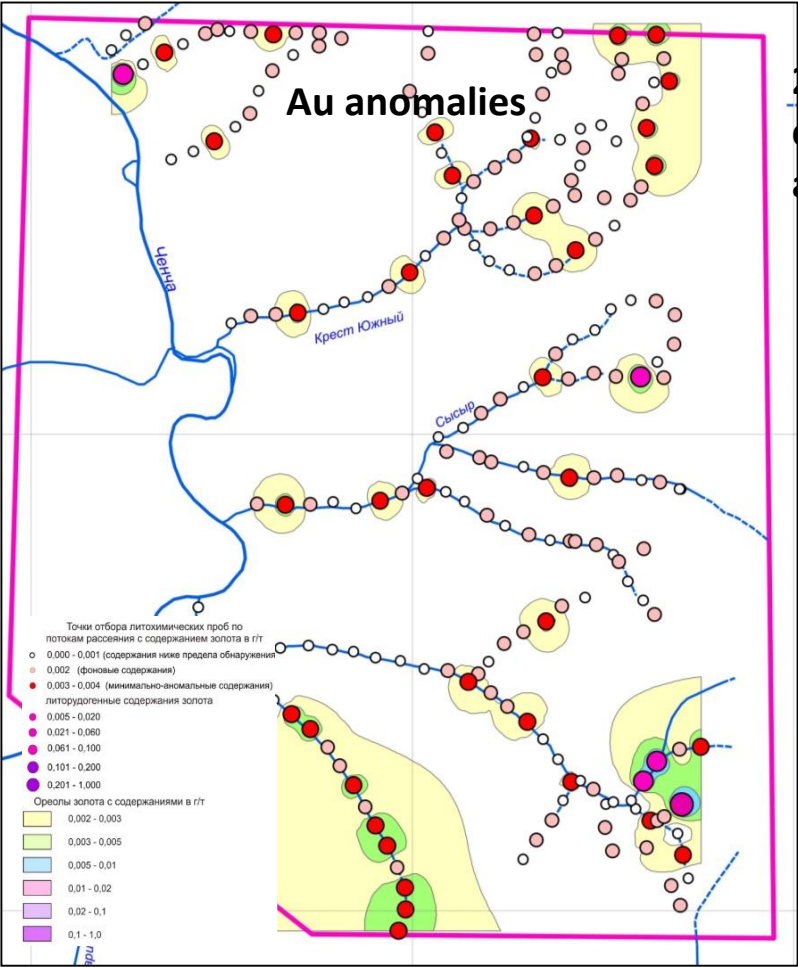 Au anomalies
2
Ченча
Крест Южный
Сысыр
Точки отбора литохимических проб по
потокам рассеяния с содержанием золота в г/т
0,000 - 0,001 (содержания ниже предела обнаружения
0,002 (фоновые содержания)
0,003 - 0,004 (минимально-аномальные содержания)
литорудогенные содержания золота
0,005 - 0,020
0,021 - 0,060
0,061 - 0,100
0,101 - 0,200
0,201 - 1,000
Ореолы золота с содержаниями в г/т
0,002 - 0,003
0,003 - 0,005
0,005 - 0,01
0,01 - 0,02
0,02 - 0,1
0,1 - 1,0